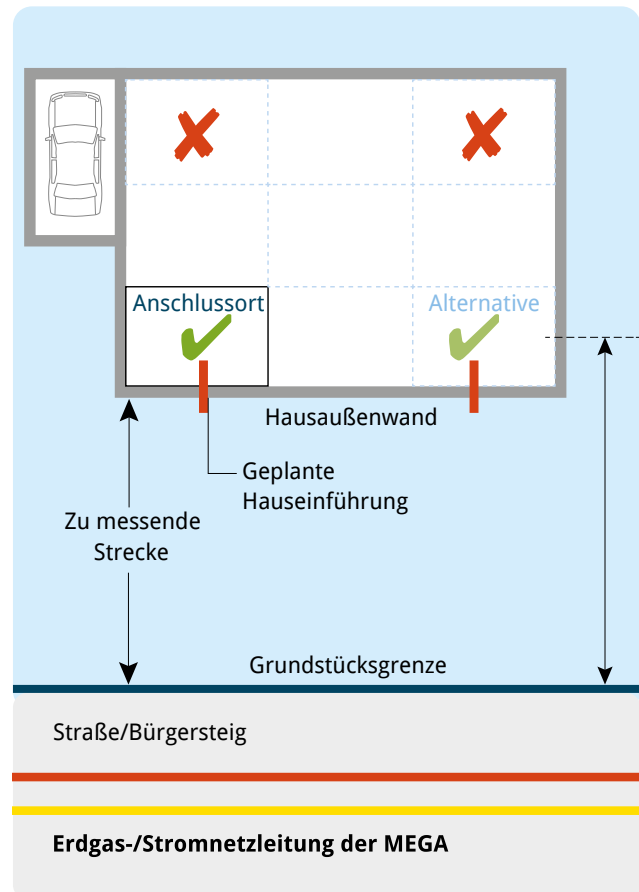 Anschlussort
Alternative
Hausaußenwand
Geplante
Hauseinführung
Zu messende
Strecke
Grundstücksgrenze
Straße/Bürgersteig
Erdgas-/Stromnetzleitung der MEGA